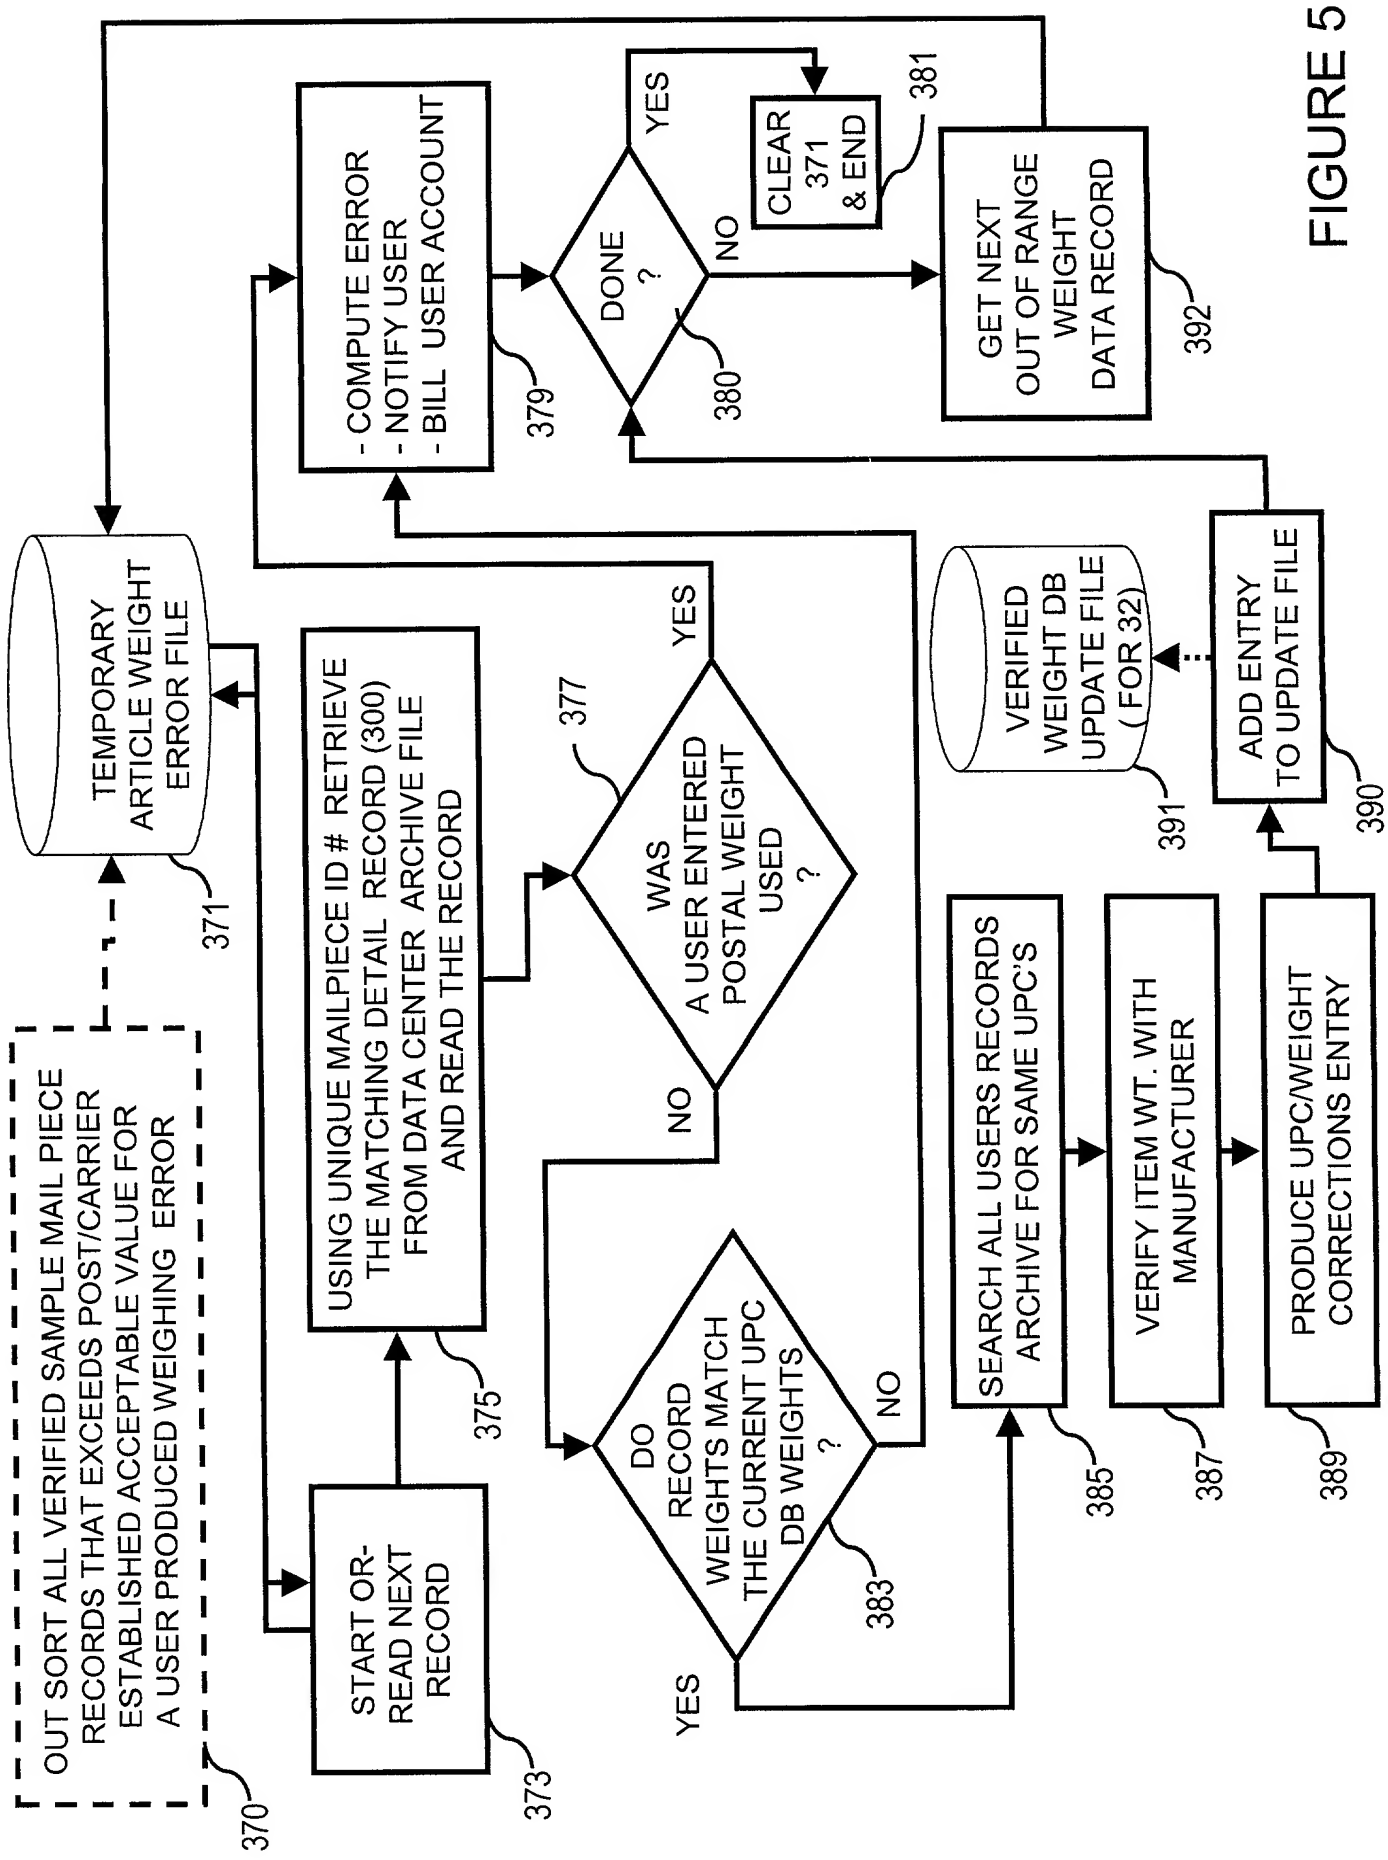 OUT SORT ALL VERIFIED SAMPLE MAIL PIECE
RECORDS THAT EXCEEDS POST/CARRIER
ESTABLISHED ACCEPTABLE VALUE FOR
A USER PRODUCED WEIGHING ERROR
370
TEMPORARY
ARTICLE WEIGHT
ERROR FILE
371
START OR-
READ NEXT
RECORD
373
USING UNIQUE MAILPIECE ID # RETRIEVE
THE MATCHING DETAIL RECORD (300)
FROM DATA CENTER ARCHIVE FILE
AND READ THE RECORD
375
WAS
A USER ENTERED
POSTAL WEIGHT
USED
?
377
NO
YES
- COMPUTE ERROR
- NOTIFY USER
- BILL USER ACCOUNT
379
DONE
?
380
YES
NO
CLEAR
371
& END
381
GET NEXT
OUT OF RANGE
WEIGHT
DATA RECORD
392
DO
RECORD
WEIGHTS MATCH
THE CURRENT UPC
DB WEIGHTS
?
383
YES
NO
SEARCH ALL USERS RECORDS
ARCHIVE FOR SAME UPC'S
385
VERIFY ITEM WT. WITH
MANUFACTURER
387
PRODUCE UPC/WEIGHT
CORRECTIONS ENTRY
389
ADD ENTRY
TO UPDATE FILE
390
VERIFIED
WEIGHT DB
UPDATE FILE
( FOR 32)
391
FIGURE 5